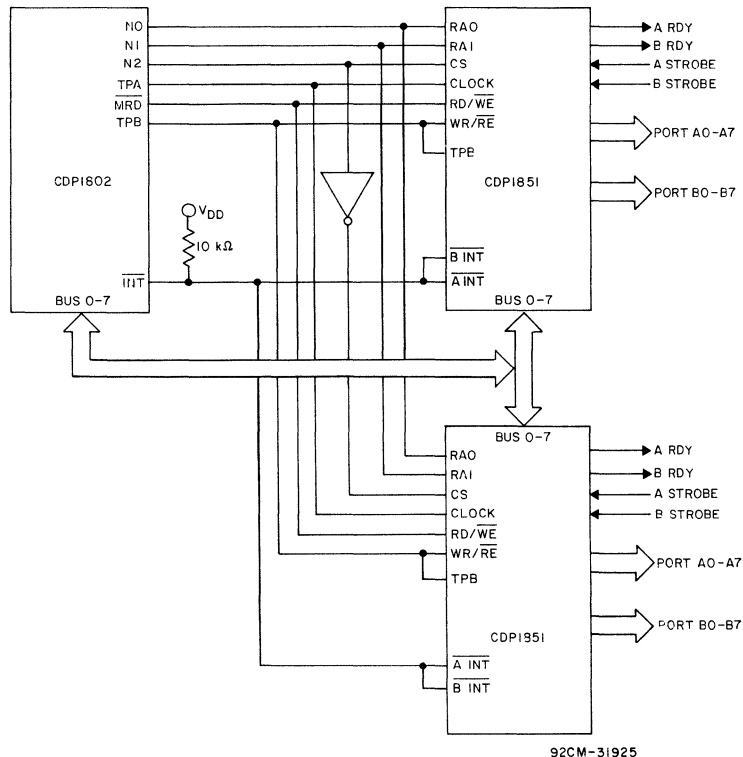 N0
N1
N2
TPA
MRD
TPB
CDP1802
VDD
10 kΩ
INT
BUS 0-7
RA0
RA1
CS
CLOCK
RD/WE
WR/RE
TPB
CDP1851
B INT
A INT
BUS 0-7
A RDY
B RDY
A STROBE
B STROBE
PORT A0-A7
PORT B0-B7
BUS 0-7
RA0
RA1
CS
CLOCK
RD/WE
WR/RE
TPB
CDP1851
A INT
B INT
A RDY
B RDY
A STROBE
B STROBE
PORT A0-A7
PORT B0-B7
92CM-31925